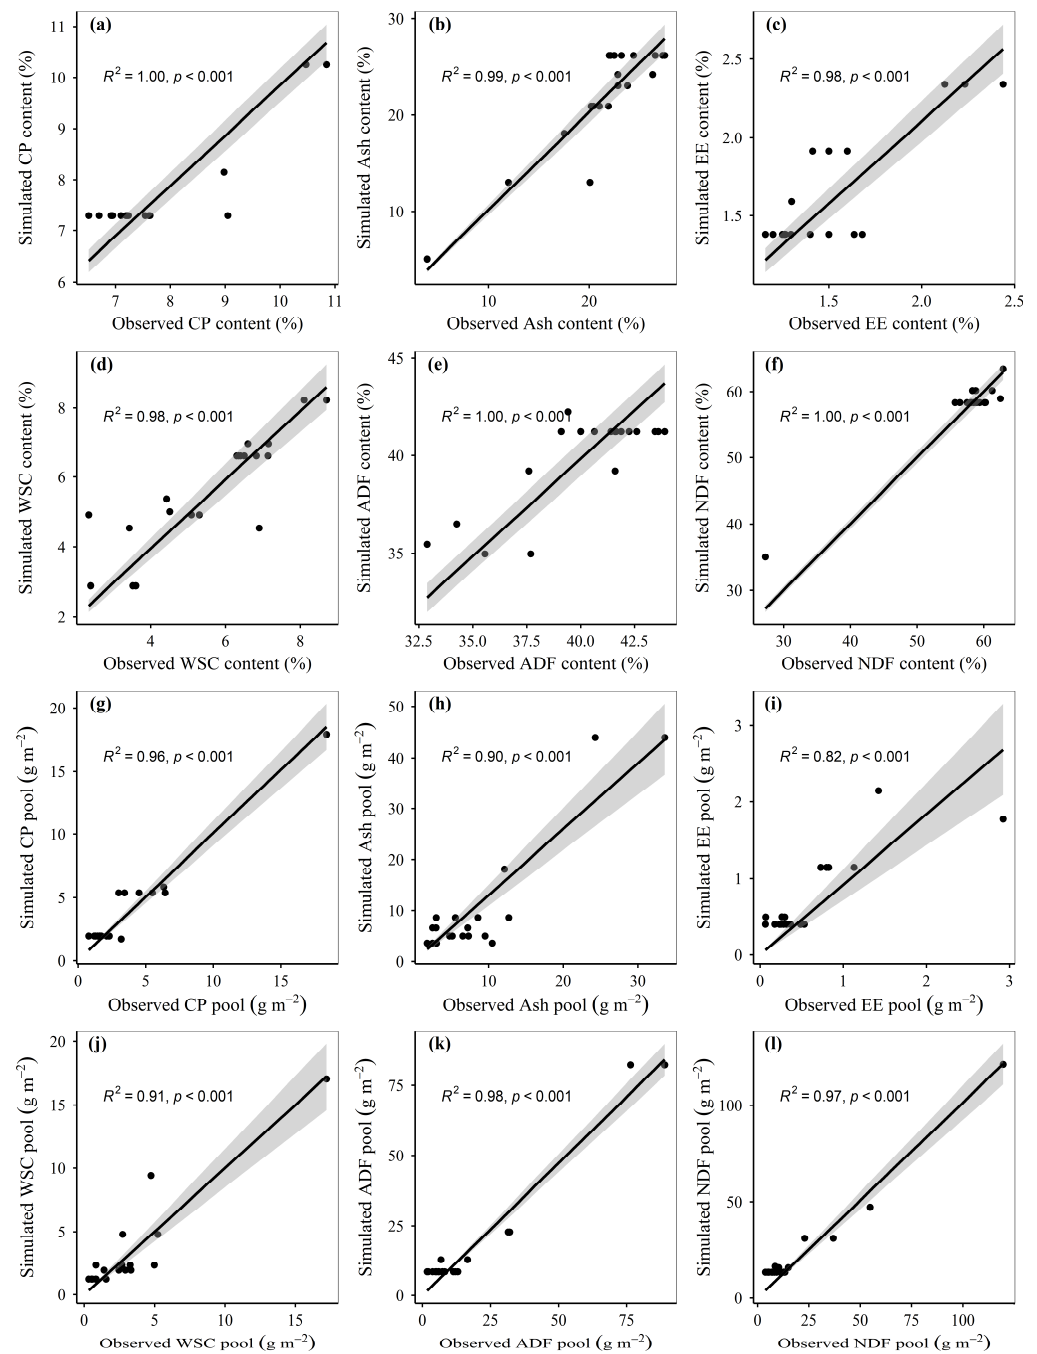 (a)
R² = 1.00, p < 0.001
Simulated CP content (%)
11
10
9
8
7
6
7
8
9
10
11
Observed CP content (%)
(b)
R² = 0.99, p < 0.001
Simulated Ash content (%)
30
20
10
10
20
Observed Ash content (%)
(c)
R² = 0.98, p < 0.001
Simulated EE content (%)
2.5
2.0
1.5
1.5
2.0
2.5
Observed EE content (%)
(d)
R² = 0.98, p < 0.001
Simulated WSC content (%)
8
6
4
2
4
6
8
Observed WSC content (%)
(e)
R² = 1.00, p < 0.001
Simulated ADF content (%)
45
40
35
32.5
35.0
37.5
40.0
42.5
Observed ADF content (%)
(f)
R² = 1.00, p < 0.001
Simulated NDF content (%)
60
50
40
30
30
40
50
60
Observed NDF content (%)
(g)
R² = 0.96, p < 0.001
Simulated CP pool (g m⁻²)
20
15
10
5
0
0
5
10
15
Observed CP pool (g m⁻²)
(h)
R² = 0.90, p < 0.001
Simulated Ash pool (g m⁻²)
50
40
30
20
10
0
10
20
30
Observed Ash pool (g m⁻²)
(i)
R² = 0.82, p < 0.001
Simulated EE pool (g m⁻²)
3
2
1
0
0
1
2
3
Observed EE pool (g m⁻²)
(j)
R² = 0.91, p < 0.001
Simulated WSC pool (g m⁻²)
20
15
10
5
0
0
5
10
15
Observed WSC pool (g m⁻²)
(k)
R² = 0.98, p < 0.001
Simulated ADF pool (g m⁻²)
75
50
25
0
0
25
50
75
Observed ADF pool (g m⁻²)
(l)
R² = 0.97, p < 0.001
Simulated NDF pool (g m⁻²)
100
50
0
0
25
50
75
100
Observed NDF pool (g m⁻²)